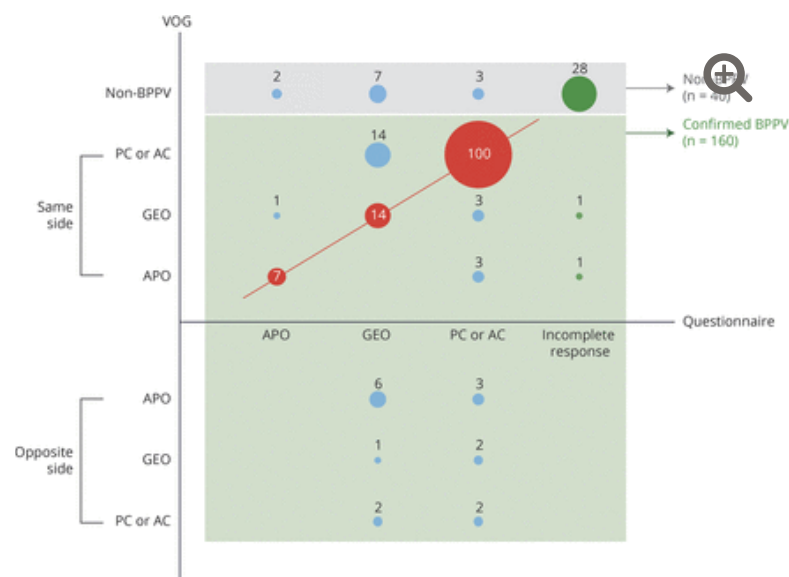 VOG
2 7 3 28
Non-BPPV
(n = 40)
Confirmed BPPV
(n = 160)
14
PC or AC 100
Same
side
1 3 1
GEO 14
3 1
APO 7
Questionnaire
APO GEO PC or AC Incomplete
response
6 3
APO
1 2
Opposite
side
GEO
2 2
PC or AC